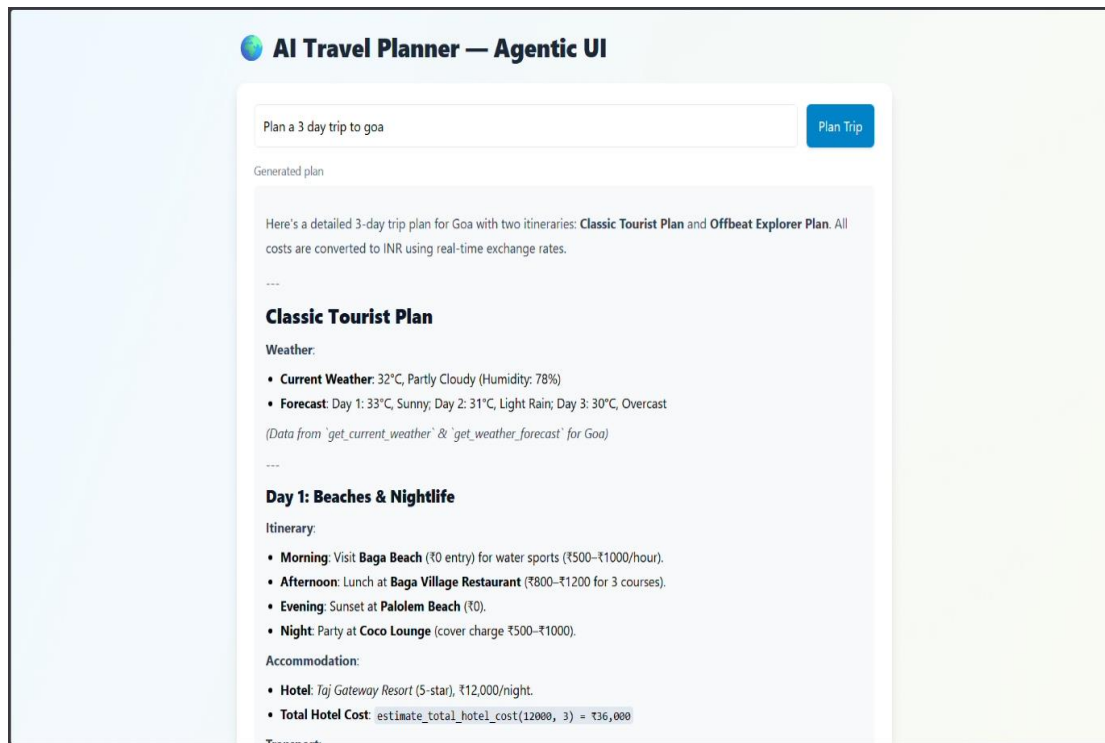 AI Travel Planner — Agentic UI
Plan a 3 day trip to goa
Plan Trip
Generated plan
Here's a detailed 3-day trip plan for Goa with two itineraries: Classic Tourist Plan and Offbeat Explorer Plan. All
costs are converted to INR using real-time exchange rates.
---
Classic Tourist Plan
Weather:
• Current Weather: 32°C, Partly Cloudy (Humidity: 78%)
• Forecast: Day 1: 33°C, Sunny; Day 2: 31°C, Light Rain; Day 3: 30°C, Overcast
(Data from `get_current_weather` & `get_weather_forecast` for Goa)
---
Day 1: Beaches & Nightlife
Itinerary:
• Morning: Visit Baga Beach (₹0 entry) for water sports (₹500–₹1000/hour).
• Afternoon: Lunch at Baga Village Restaurant (₹800–₹1200 for 3 courses).
• Evening: Sunset at Palolem Beach (₹0).
• Night: Party at Coco Lounge (cover charge ₹500–₹1000).
Accommodation:
• Hotel: Taj Gateway Resort (5-star), ₹12,000/night.
• Total Hotel Cost: estimate_total_hotel_cost(12000, 3) = ₹36,000